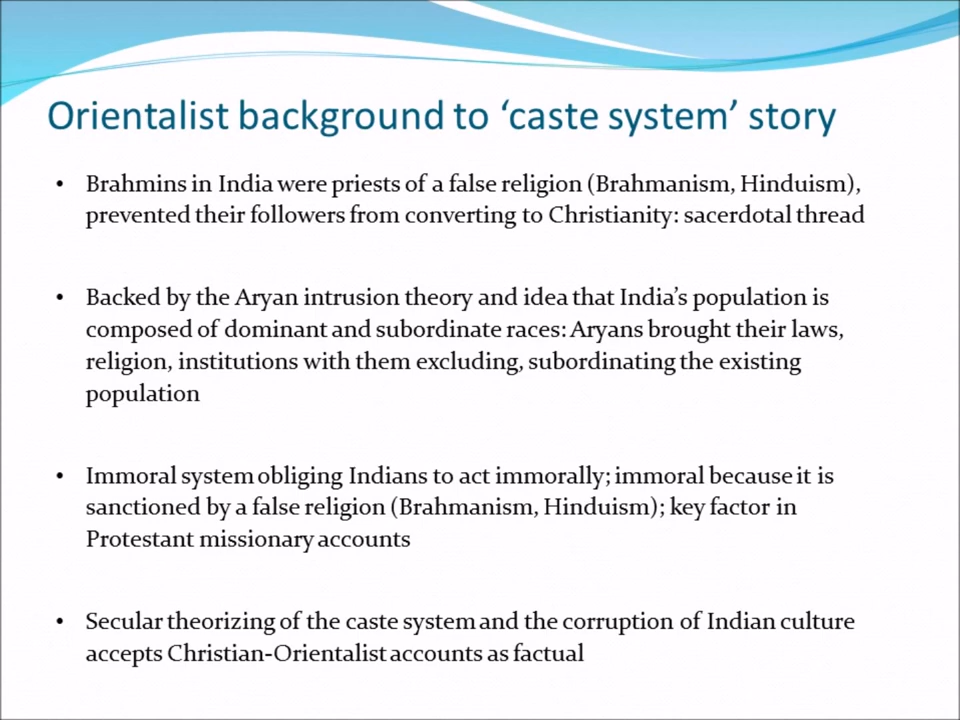 Orientalist background to ‘caste system’ story
• Brahmins in India were priests of a false religion (Brahmanism, Hinduism),
prevented their followers from converting to Christianity: sacerdotal thread
• Backed by the Aryan intrusion theory and idea that India’s population is
composed of dominant and subordinate races: Aryans brought their laws,
religion, institutions with them excluding, subordinating the existing
population
• Immoral system obliging Indians to act immorally; immoral because it is
sanctioned by a false religion (Brahmanism, Hinduism); key factor in
Protestant missionary accounts
• Secular theorizing of the caste system and the corruption of Indian culture
accepts Christian-Orientalist accounts as factual